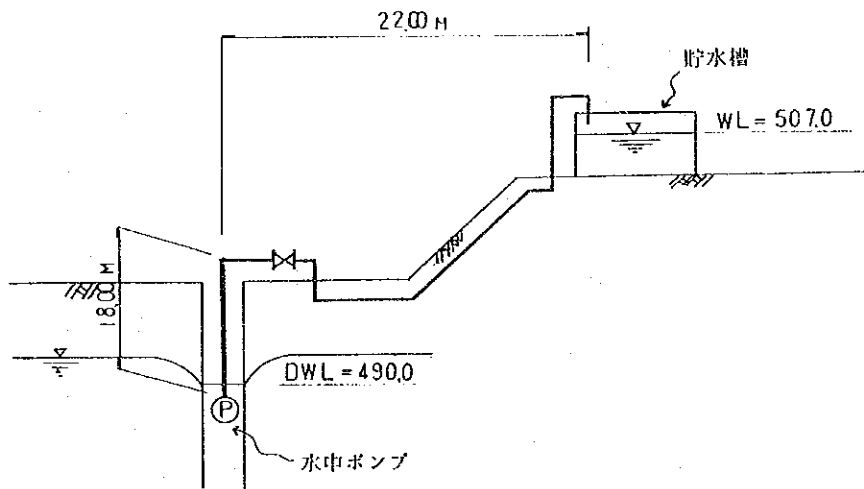 22,00 M
貯水槽
WL = 507,0
18,00 M
DWL = 490,0
P
水中ポンプ